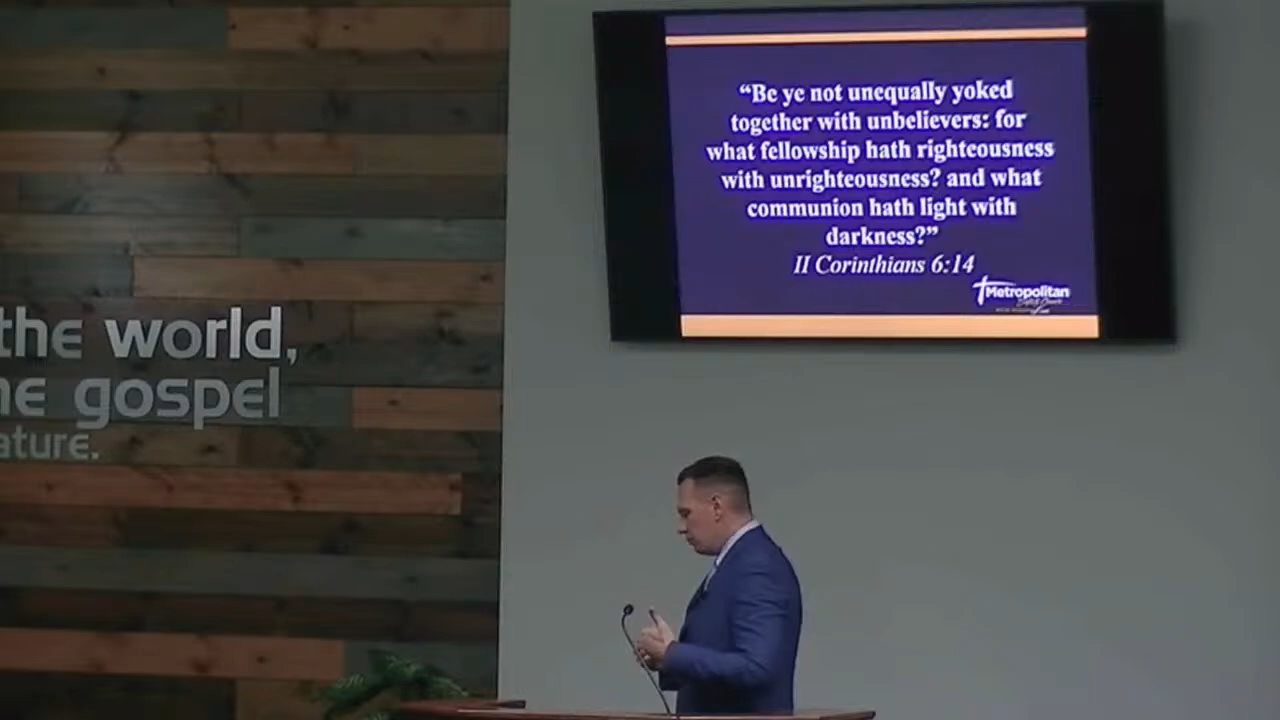 “Be ye not unequally yoked
together with unbelievers: for
what fellowship hath righteousness
with unrighteousness? and what
communion hath light with
darkness?”
II Corinthians 6:14
Metropolitan
the world,
he gospel
ature.